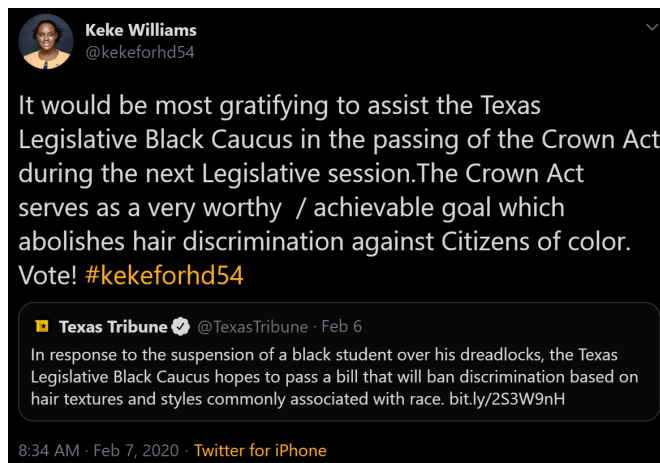 Keke Williams
@kekeforhd54
It would be most gratifying to assist the Texas
Legislative Black Caucus in the passing of the Crown Act
during the next Legislative session.The Crown Act
serves as a very worthy  / achievable goal which
abolishes hair discrimination against Citizens of color.
Vote! #kekeforhd54
Texas Tribune @TexasTribune · Feb 6
In response to the suspension of a black student over his dreadlocks, the Texas
Legislative Black Caucus hopes to pass a bill that will ban discrimination based on
hair textures and styles commonly associated with race. bit.ly/2S3W9nH
8:34 AM · Feb 7, 2020 · Twitter for iPhone